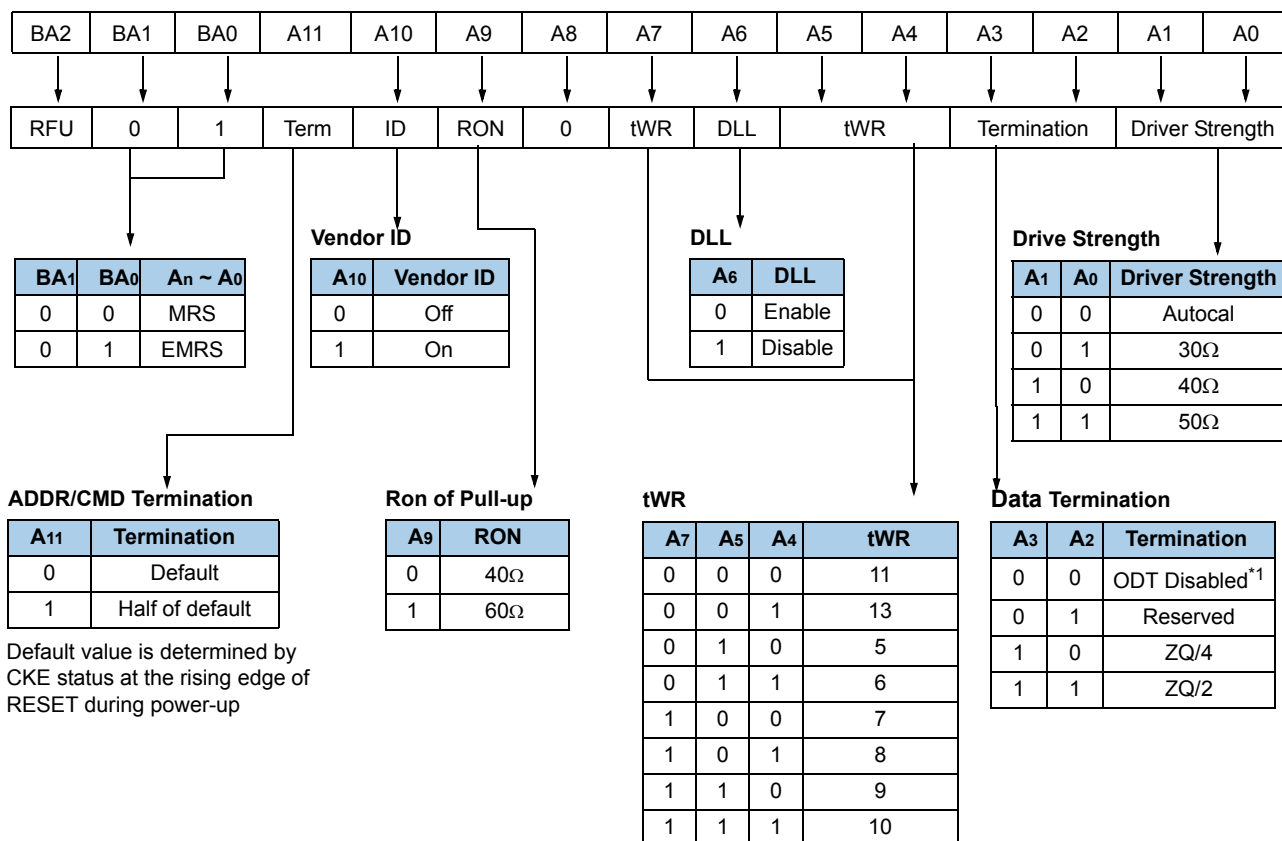 BA2 BA1 BA0 A11 A10 A9 A8 A7 A6 A5 A4 A3 A2 A1 A0
RFU 0 1 Term ID RON 0 tWR DLL tWR Termination Driver Strength
BA1 BA0 An ~ A0
0 0 MRS
0 1 EMRS
Vendor ID
A10 Vendor ID
0 Off
1 On
DLL
A6 DLL
0 Enable
1 Disable
Drive Strength
A1 A0 Driver Strength
0 0 Autocal
0 1 30Ω
1 0 40Ω
1 1 50Ω
ADDR/CMD Termination
A11 Termination
0 Default
1 Half of default
Default value is determined by
CKE status at the rising edge of
RESET during power-up
Ron of Pull-up
A9 RON
0 40Ω
1 60Ω
tWR
A7 A5 A4 tWR
0 0 0 11
0 0 1 13
0 1 0 5
0 1 1 6
1 0 0 7
1 0 1 8
1 1 0 9
1 1 1 10
Data Termination
A3 A2 Termination
0 0 ODT Disabled*1
0 1 Reserved
1 0 ZQ/4
1 1 ZQ/2